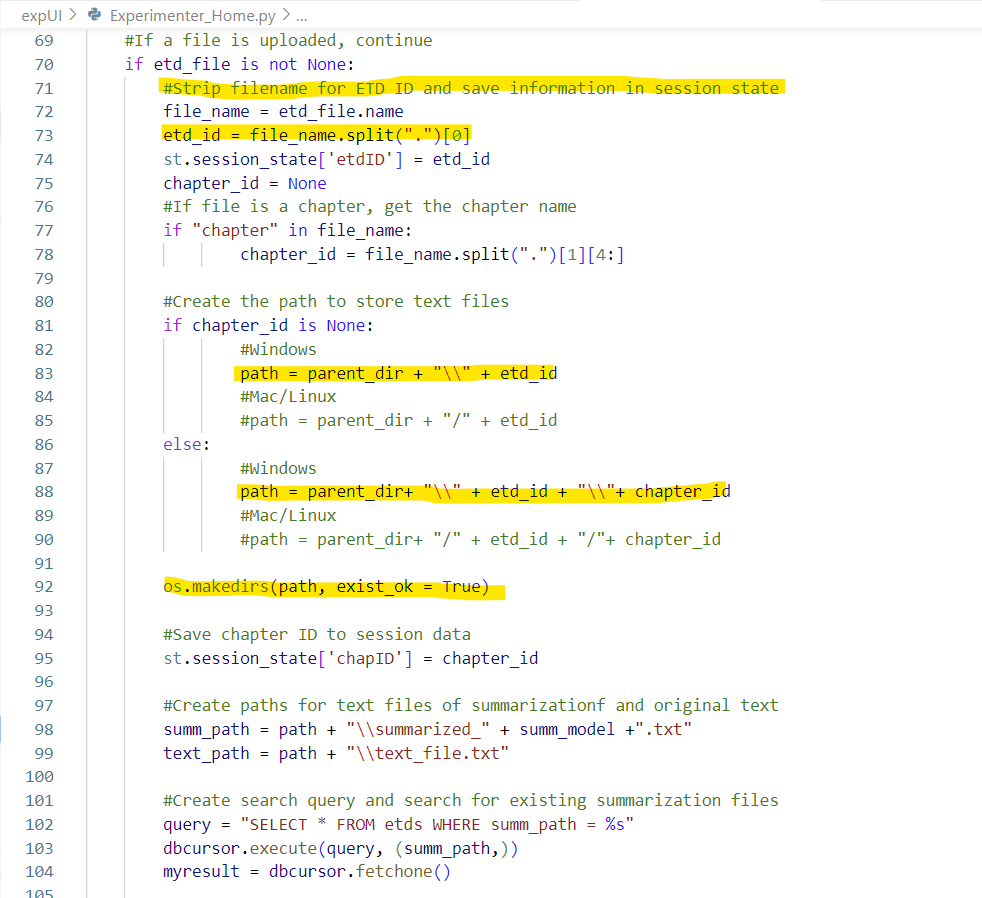 expUI > Experimenter_Home.py > ...
69 #If a file is uploaded, continue
70 if etd_file is not None:
71 #Strip filename for ETD ID and save information in session state
72 file_name = etd_file.name
73 etd_id = file_name.split(".")[0]
74 st.session_state['etdID'] = etd_id
75 chapter_id = None
76 #If file is a chapter, get the chapter name
77 if "chapter" in file_name:
78 chapter_id = file_name.split(".")[1][4:]
79
80 #Create the path to store text files
81 if chapter_id is None:
82 #Windows
83 path = parent_dir + "\\" + etd_id
84 #Mac/Linux
85 #path = parent_dir + "/" + etd_id
86 else:
87 #Windows
88 path = parent_dir+ "\\" + etd_id + "\\"+ chapter_id
89 #Mac/Linux
90 #path = parent_dir+ "/" + etd_id + "/"+ chapter_id
91
92 os.makedirs(path, exist_ok = True)
93
94 #Save chapter ID to session data
95 st.session_state['chapID'] = chapter_id
96
97 #Create paths for text files of summarizationf and original text
98 summ_path = path + "\\summarized_" + summ_model +".txt"
99 text_path = path + "\\text_file.txt"
100
101 #Create search query and search for existing summarization files
102 query = "SELECT * FROM etds WHERE summ_path = %s"
103 dbcursor.execute(query, (summ_path,))
104 myresult = dbcursor.fetchone()
105